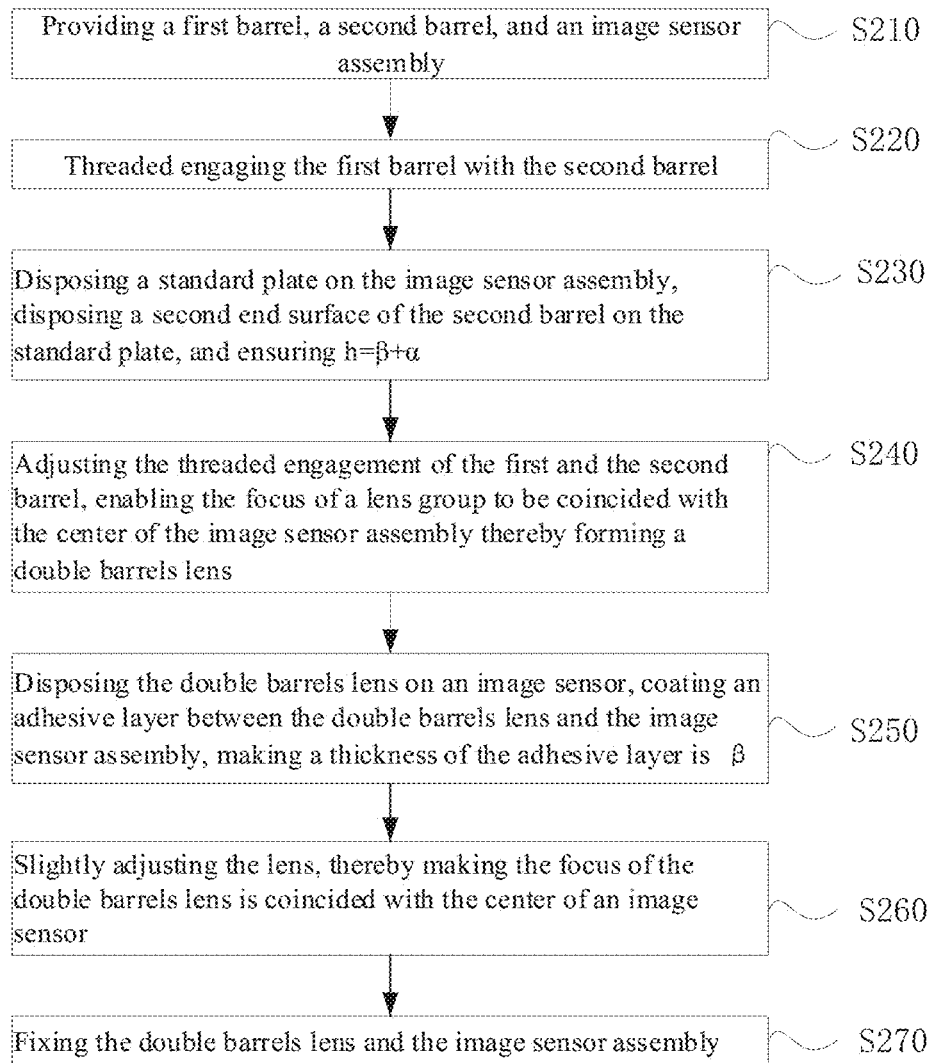 Providing a first barrel, a second barrel, and an image sensor
assembly
S210
Threaded engaging the first barrel with the second barrel
S220
Disposing a standard plate on the image sensor assembly,
disposing a second end surface of the second barrel on the
standard plate, and ensuring h=β+α
S230
Adjusting the threaded engagement of the first and the second
barrel, enabling the focus of a lens group to be coincided with
the center of the image sensor assembly thereby forming a
double barrels lens
S240
Disposing the double barrels lens on an image sensor, coating an
adhesive layer between the double barrels lens and the image
sensor assembly, making a thickness of the adhesive layer is β
S250
Slightly adjusting the lens, thereby making the focus of the
double barrels lens is coincided with the center of an image
sensor
S260
Fixing the double barrels lens and the image sensor assembly
S270